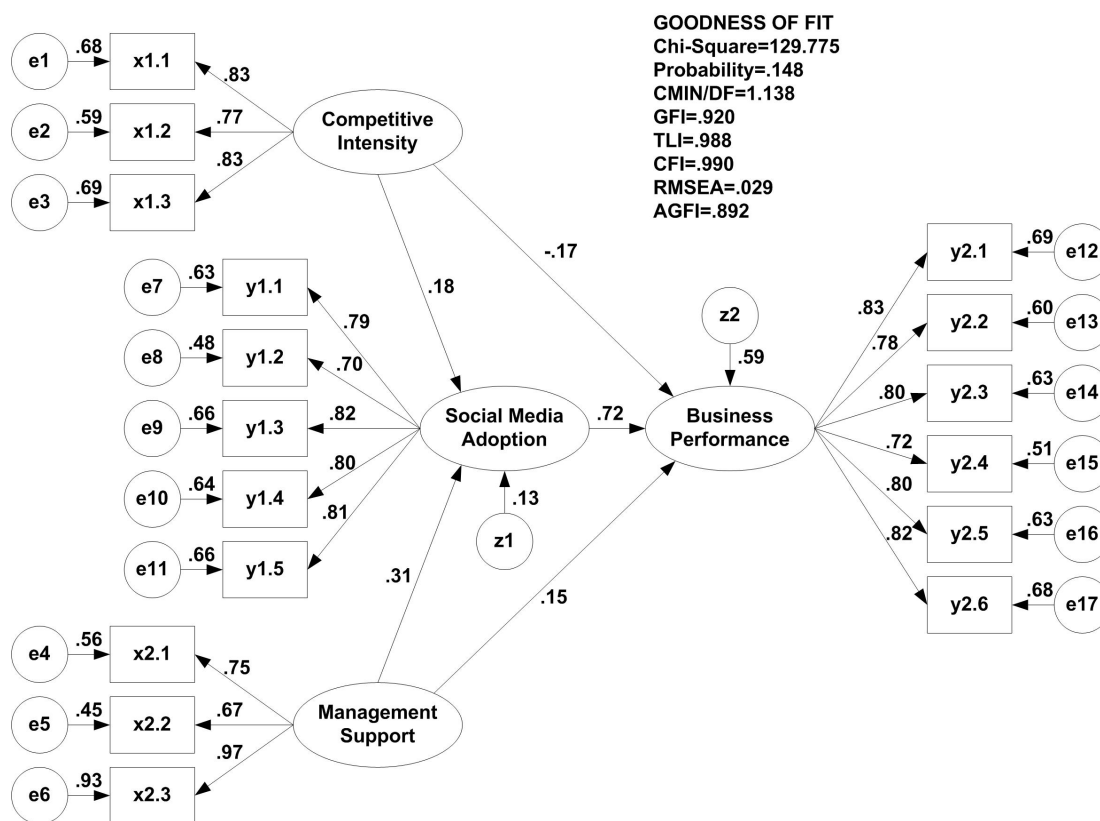 GOODNESS OF FIT
Chi-Square=129.775
Probability=.148
CMIN/DF=1.138
GFI=.920
TLI=.988
CFI=.990
RMSEA=.029
AGFI=.892
e1
.68
x1.1
.83
e2
.59
x1.2
.77
e3
.69
x1.3
.83
Competitive
Intensity
.18
-.17
e7
.63
y1.1
.79
e8
.48
y1.2
.70
e9
.66
y1.3
.82
e10
.64
y1.4
.80
e11
.66
y1.5
.81
Social Media
Adoption
.72
.13
z1
z2
.59
Business
Performance
.83
y2.1
.69
e12
.78
y2.2
.60
e13
.80
y2.3
.63
e14
.72
y2.4
.51
e15
.80
y2.5
.63
e16
.82
y2.6
.68
e17
.31
.15
e4
.56
x2.1
.75
e5
.45
x2.2
.67
e6
.93
x2.3
.97
Management
Support